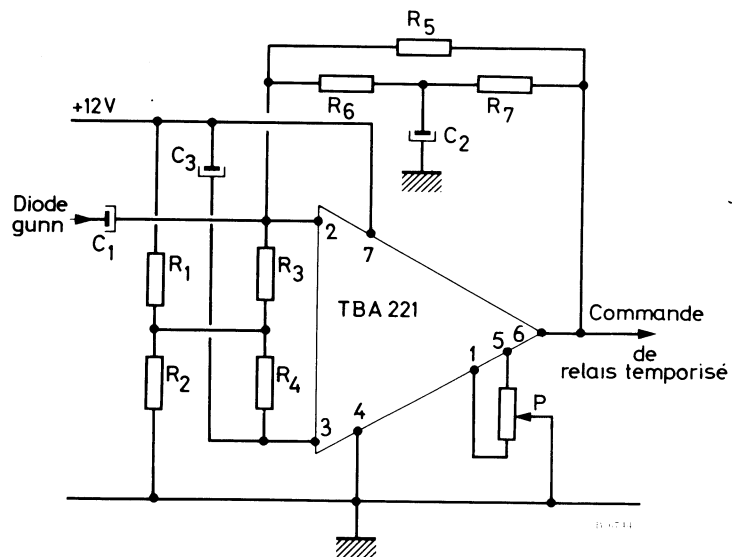 R5
R6
R7
+12V
C3
C2
Diode
gunn
C1
2
7
R1
R3
TBA 221
Commande
de
relais temporisé
1
5
6
R2
R4
3
4
P